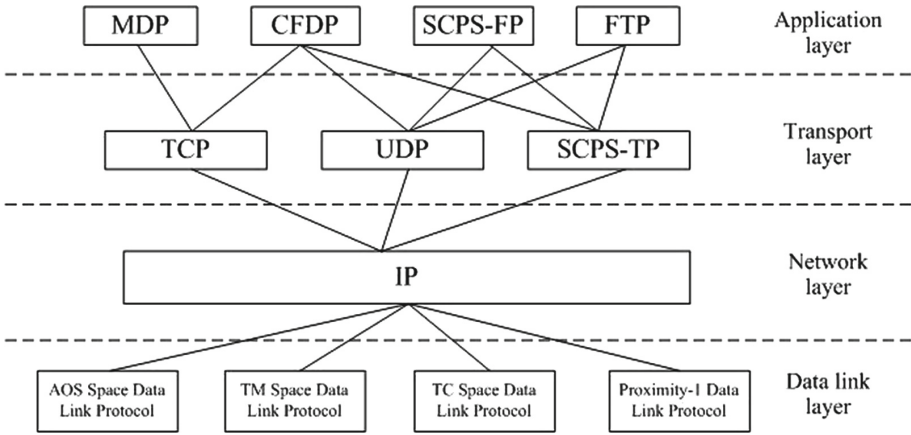 MDP
CFDP
SCPS-FP
FTP
Application
layer
TCP
UDP
SCPS-TP
Transport
layer
IP
Network
layer
AOS Space Data
Link Protocol
TM Space Data
Link Protocol
TC Space Data
Link Protocol
Proximity-1 Data
Link Protocol
Data link
layer